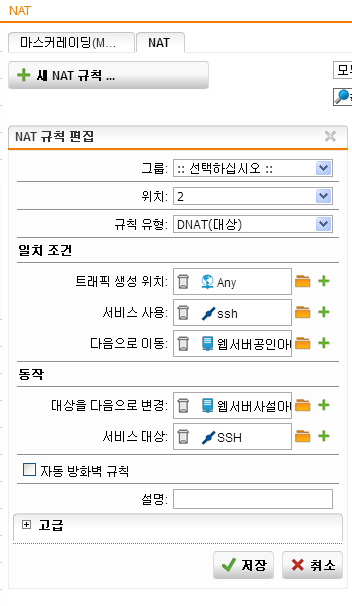 NAT
마스커레이딩(M...
NAT
새 NAT 규칙 ...
NAT 규칙 편집
그룹: :: 선택하십시오 ::
위치: 2
규칙 유형: DNAT(대상)
일치 조건
트래픽 생성 위치: Any
서비스 사용: ssh
다음으로 이동: 웹서버공인아
동작
대상을 다음으로 변경: 웹서버사설아
서비스 대상: SSH
자동 방화벽 규칙
설명:
고급
저장 취소